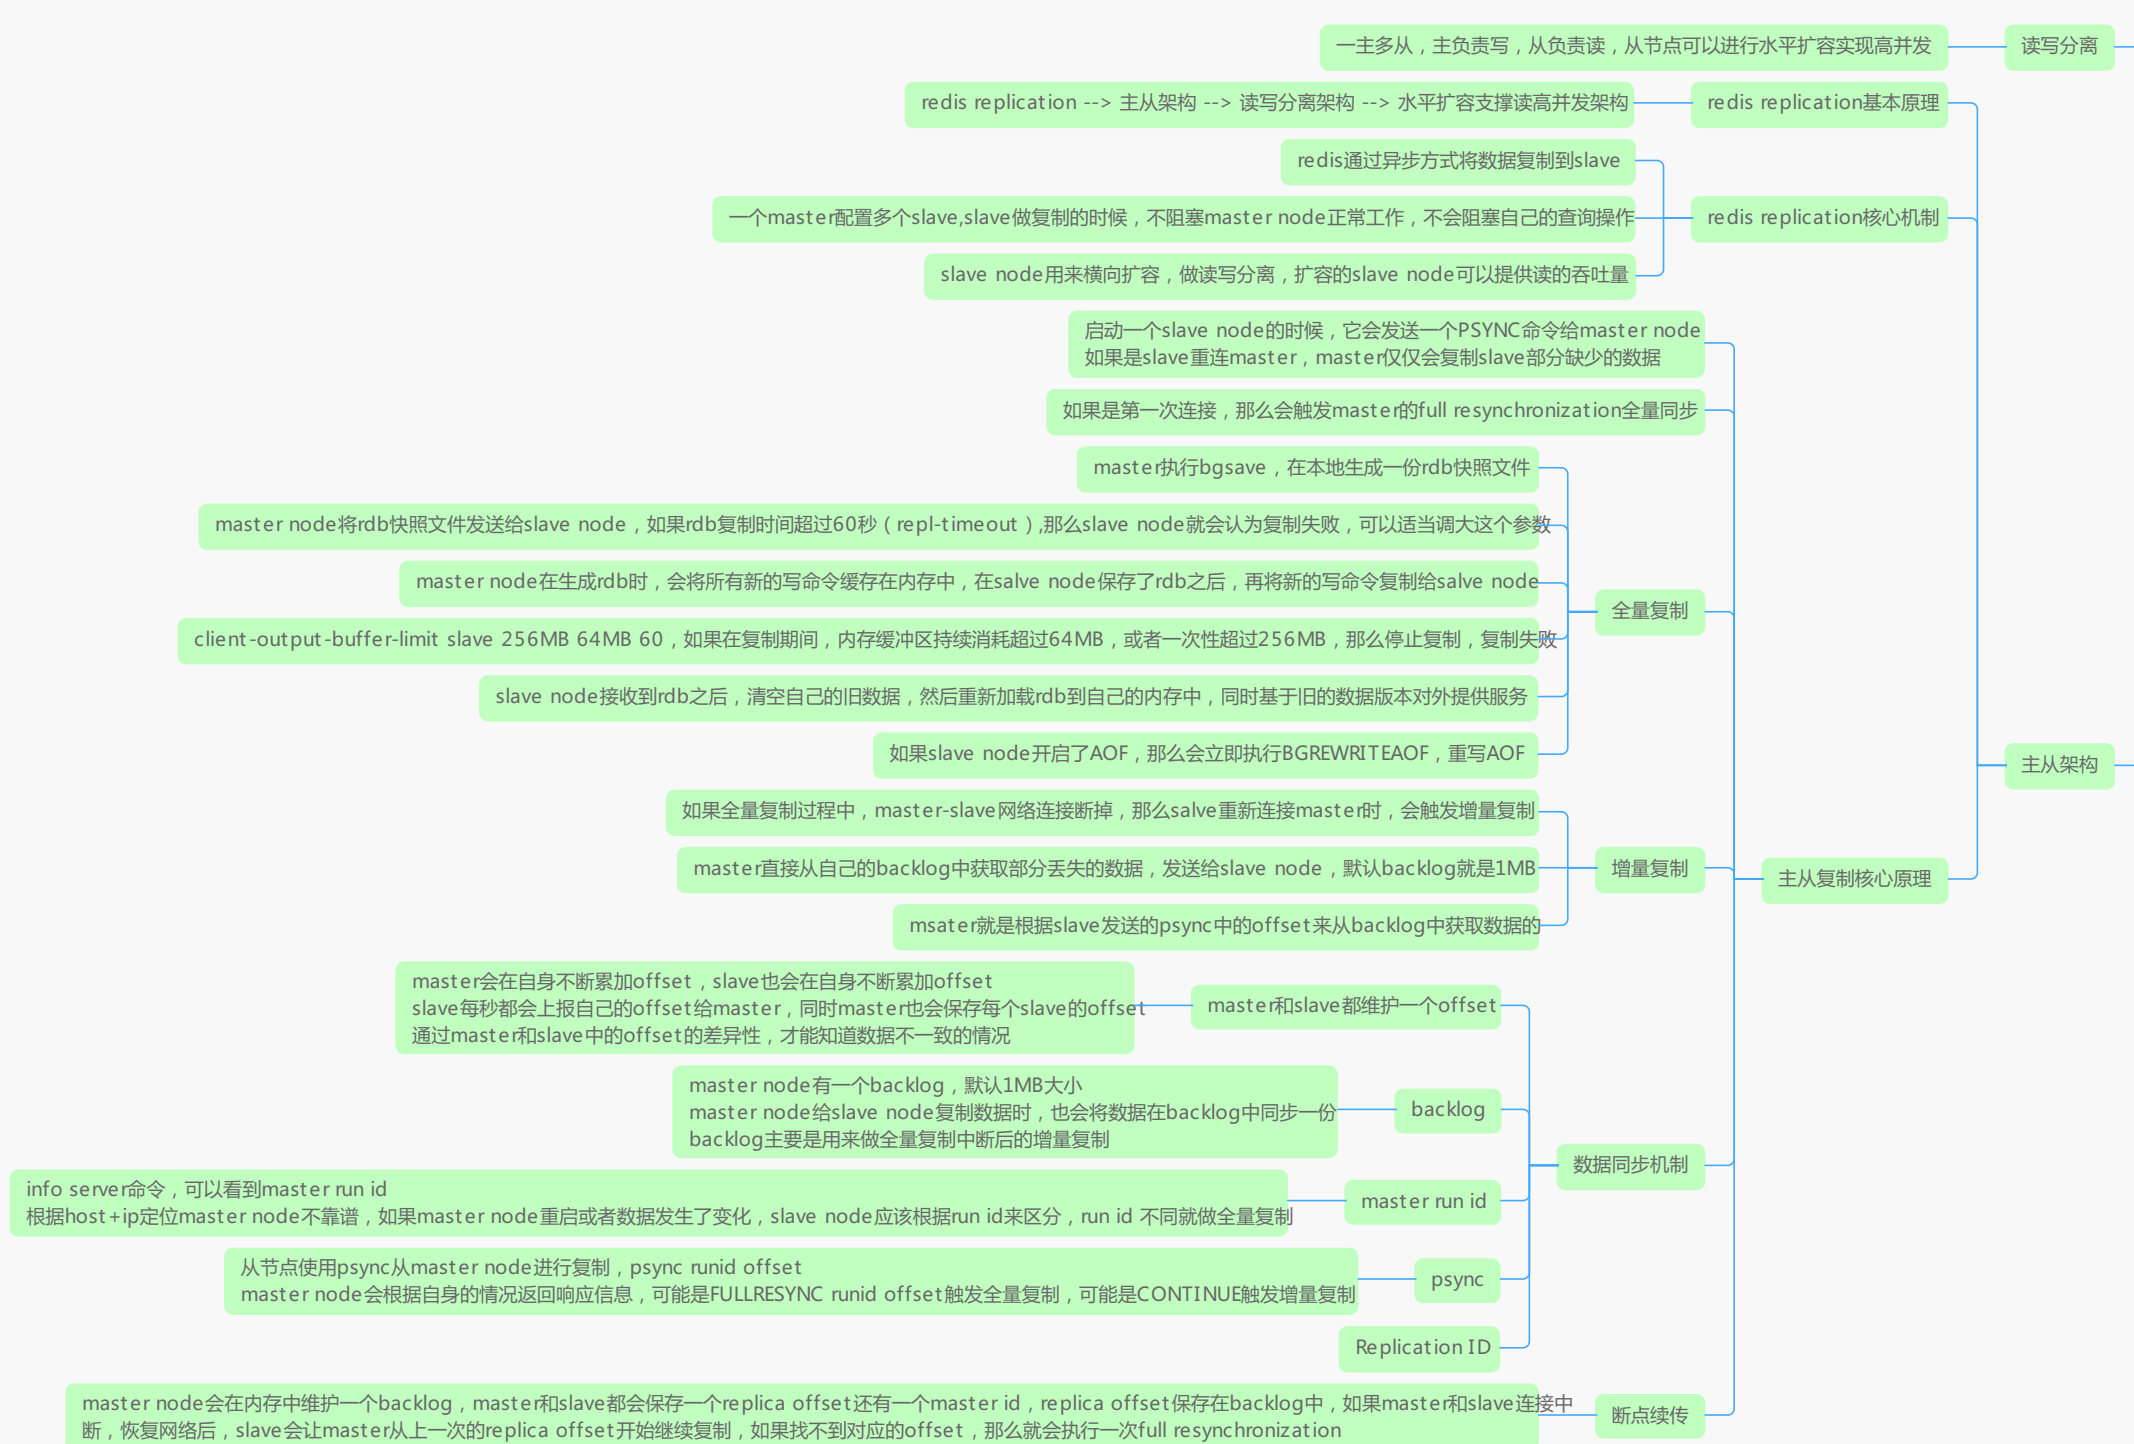 一主多从，主负责写，从负责读，从节点可以进行水平扩容实现高并发
读写分离
redis replication --> 主从架构 --> 读写分离架构 --> 水平扩容支撑读高并发架构
redis replication基本原理
redis通过异步方式将数据复制到slave
一个master配置多个slave,slave做复制的时候，不阻塞master node正常工作，不会阻塞自己的查询操作
redis replication核心机制
slave node用来横向扩容，做读写分离，扩容的slave node可以提供读的吞吐量
启动一个slave node的时候，它会发送一个PSYNC命令给master node
如果是slave重连master，master仅仅会复制slave部分缺少的数据
如果是第一次连接，那么会触发master的full resynchronization全量同步
master执行bgsave，在本地生成一份rdb快照文件
master node将rdb快照文件发送给slave node，如果rdb复制时间超过60秒（repl-timeout）,那么slave node就会认为复制失败，可以适当调大这个参数
master node在生成rdb时，会将所有新的写命令缓存在内存中，在salve node保存了rdb之后，再将新的写命令复制给salve node
全量复制
client-output-buffer-limit slave 256MB 64MB 60，如果在复制期间，内存缓冲区持续消耗超过64MB，或者一次性超过256MB，那么停止复制，复制失败
slave node接收到rdb之后，清空自己的旧数据，然后重新加载rdb到自己的内存中，同时基于旧的数据版本对外提供服务
如果slave node开启了AOF，那么会立即执行BGREWRITEAOF，重写AOF
主从架构
如果全量复制过程中，master-slave网络连接断掉，那么salve重新连接master时，会触发增量复制
master直接从自己的backlog中获取部分丢失的数据，发送给slave node，默认backlog就是1MB
增量复制
主从复制核心原理
msater就是根据slave发送的psync中的offset来从backlog中获取数据的
master会在自身不断累加offset，slave也会在自身不断累加offset
slave每秒都会上报自己的offset给master，同时master也会保存每个slave的offset
通过master和slave中的offset的差异性，才能知道数据不一致的情况
master和slave都维护一个offset
master node有一个backlog，默认1MB大小
master node给slave node复制数据时，也会将数据在backlog中同步一份
backlog主要是用来做全量复制中断后的增量复制
backlog
数据同步机制
info server命令，可以看到master run id
根据host+ip定位master node不靠谱，如果master node重启或者数据发生了变化，slave node应该根据run id来区分，run id 不同就做全量复制
master run id
从节点使用psync从master node进行复制，psync runid offset
master node会根据自身的情况返回响应信息，可能是FULLRESYNC runid offset触发全量复制，可能是CONTINUE触发增量复制
psync
Replication ID
master node会在内存中维护一个backlog，master和slave都会保存一个replica offset还有一个master id，replica offset保存在backlog中，如果master和slave连接中
断，恢复网络后，slave会让master从上一次的replica offset开始继续复制，如果找不到对应的offset，那么就会执行一次full resynchronization
断点续传